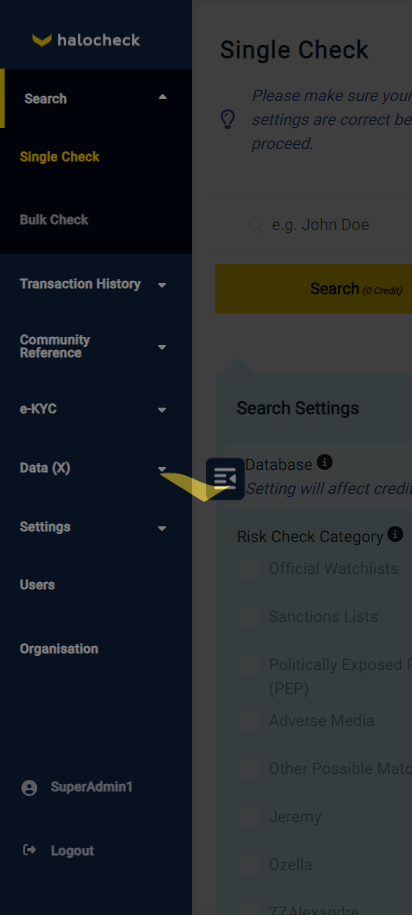 halocheck
Search
Single Check
Bulk Check
Transaction History
Community
Reference
e-KYC
Data (X)
Settings
Users
Organisation
SuperAdmin1
Logout
Single Check
Please make sure your
settings are correct be
proceed.
e.g. John Doe
Search (0 Credit)
Search Settings
Database
Setting will affect credit
Risk Check Category
Official Watchlists
Sanctions Lists
Politically Exposed P
(PEP)
Adverse Media
Other Possible Matc
Jeremy
Ozella
ZZAlexandre